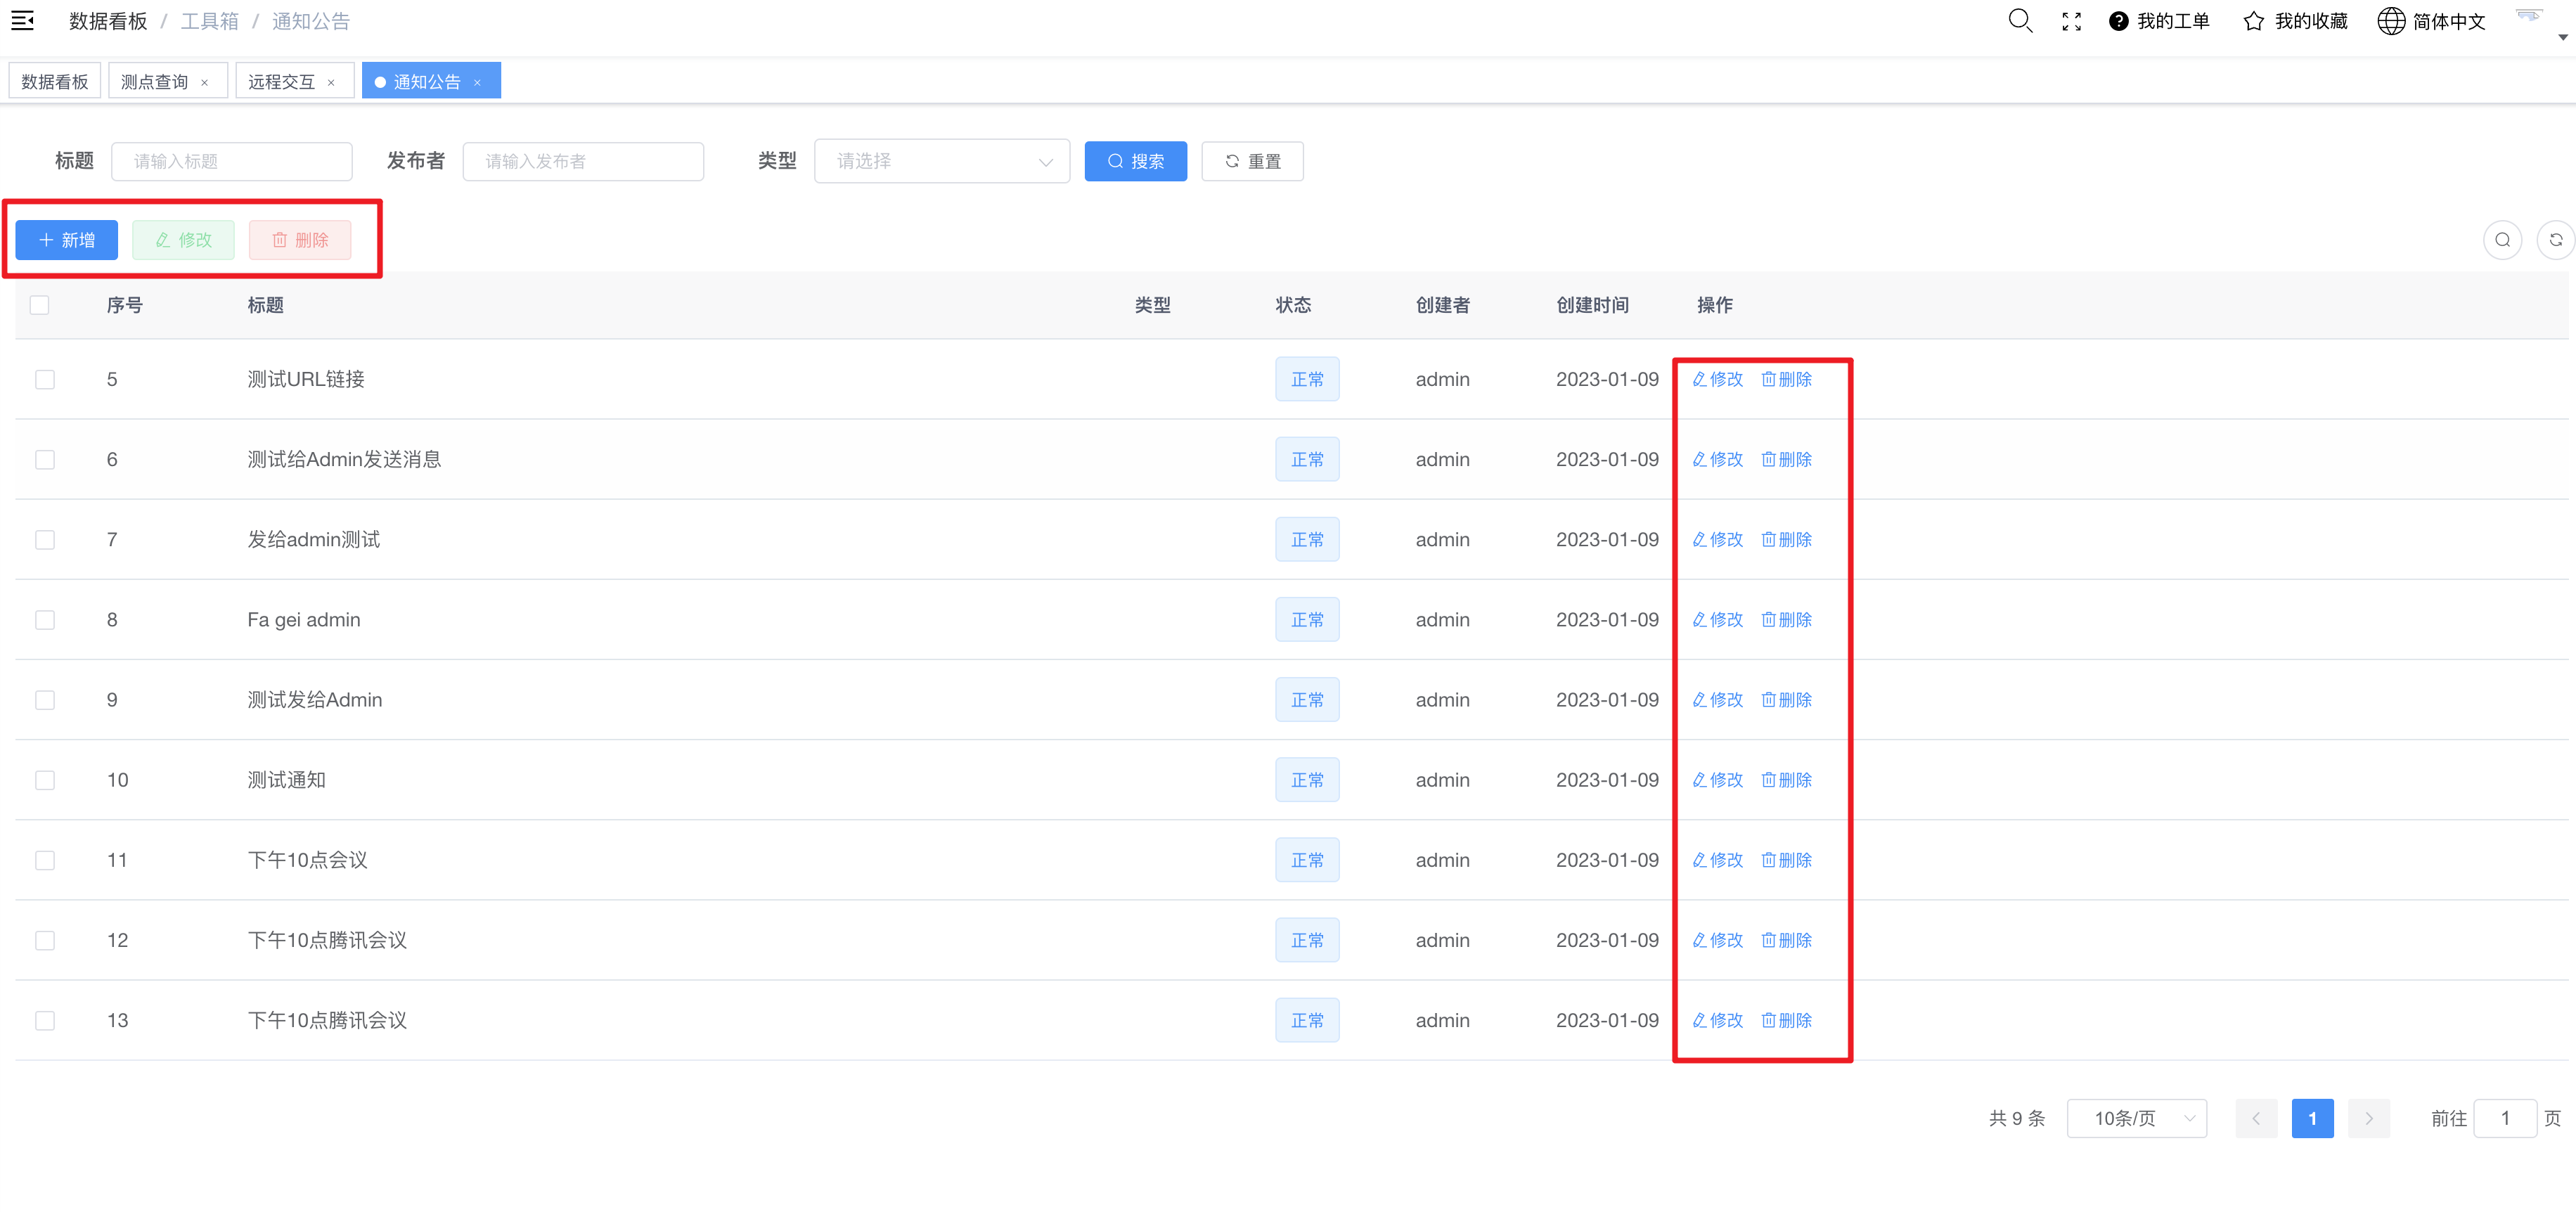 数据看板 / 工具箱 / 通知公告 我的工单 我的收藏 简体中文
数据看板 测点查询 × 远程交互 × 通知公告 ×
标题 请输入标题 发布者 请输入发布者 类型 请选择 搜索 重置
新增 修改 删除
序号 标题 类型 状态 创建者 创建时间 操作
5 测试URL链接 正常 admin 2023-01-09 修改 删除
6 测试给Admin发送消息 正常 admin 2023-01-09 修改 删除
7 发给admin测试 正常 admin 2023-01-09 修改 删除
8 Fa gei admin 正常 admin 2023-01-09 修改 删除
9 测试发给Admin 正常 admin 2023-01-09 修改 删除
10 测试通知 正常 admin 2023-01-09 修改 删除
11 下午10点会议 正常 admin 2023-01-09 修改 删除
12 下午10点腾讯会议 正常 admin 2023-01-09 修改 删除
13 下午10点腾讯会议 正常 admin 2023-01-09 修改 删除
共 9 条 10条/页 1 前往 1 页